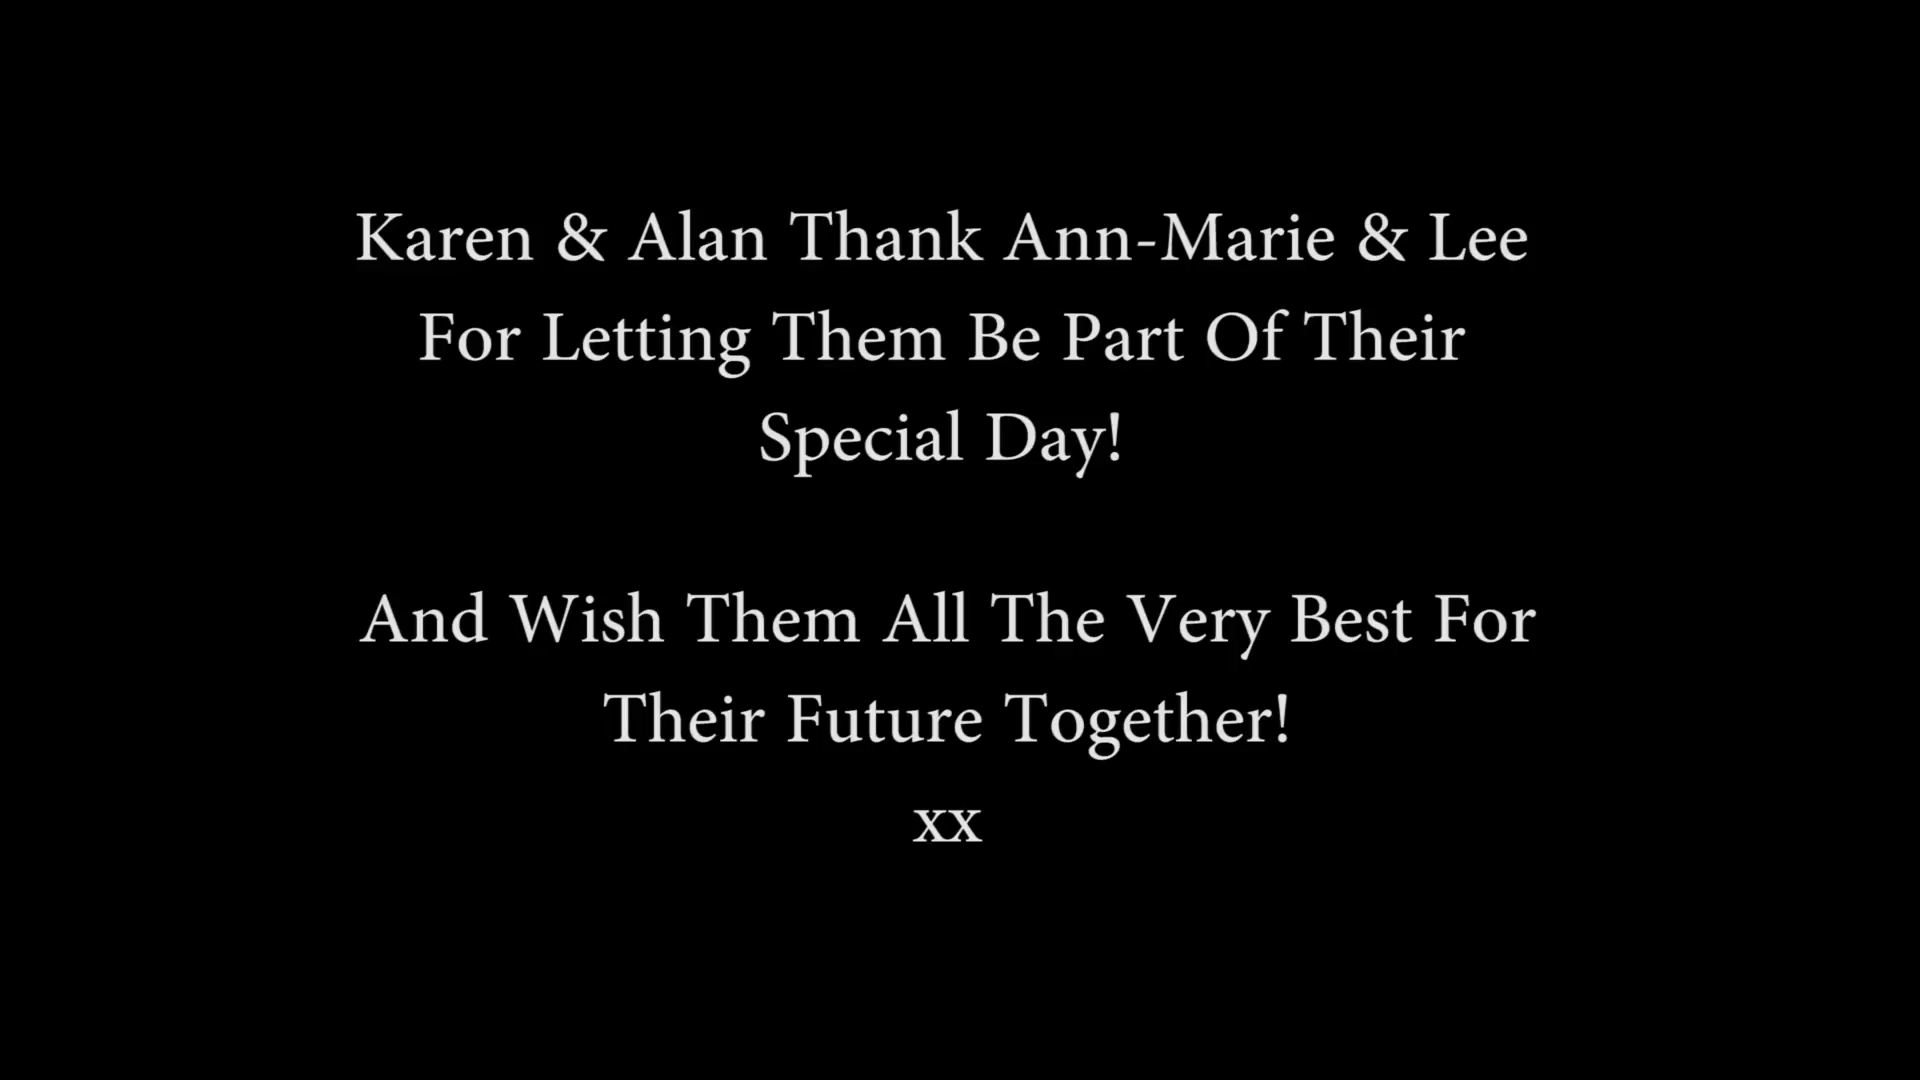 Karen & Alan Thank Ann-Marie & Lee
For Letting Them Be Part Of Their
Special Day!
And Wish Them All The Very Best For
Their Future Together!
xx